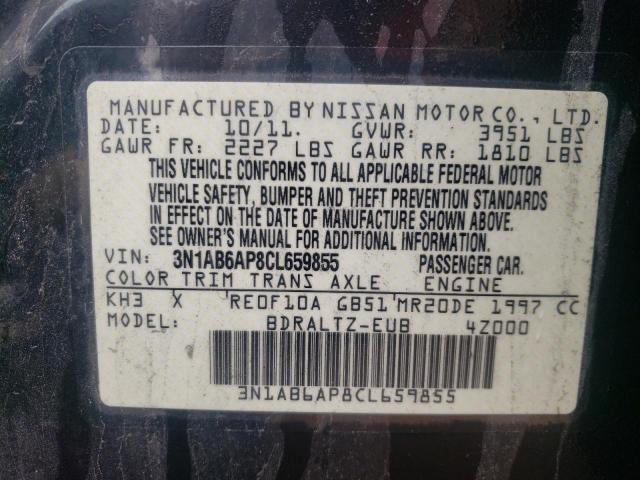 MANUFACTURED BY NISSAN MOTOR CO., LTD.
DATE: 10/11. GVWR: 3951 LBS
GAWR FR: 2227 LBS GAWR RR: 1810 LBS
THIS VEHICLE CONFORMS TO ALL APPLICABLE FEDERAL MOTOR
VEHICLE SAFETY, BUMPER AND THEFT PREVENTION STANDARDS
IN EFFECT ON THE DATE OF MANUFACTURE SHOWN ABOVE.
SEE OWNER'S MANUAL FOR ADDITIONAL INFORMATION.
VIN: 3N1AB6AP8CL659855 PASSENGER CAR.
COLOR TRIM TRANS AXLE ENGINE
KH3 X 'RE0F10A GB51'MR20DE 1997 CC
MODEL: BDRALTZ-EUB 4Z000
3N1AB6AP8CL659855